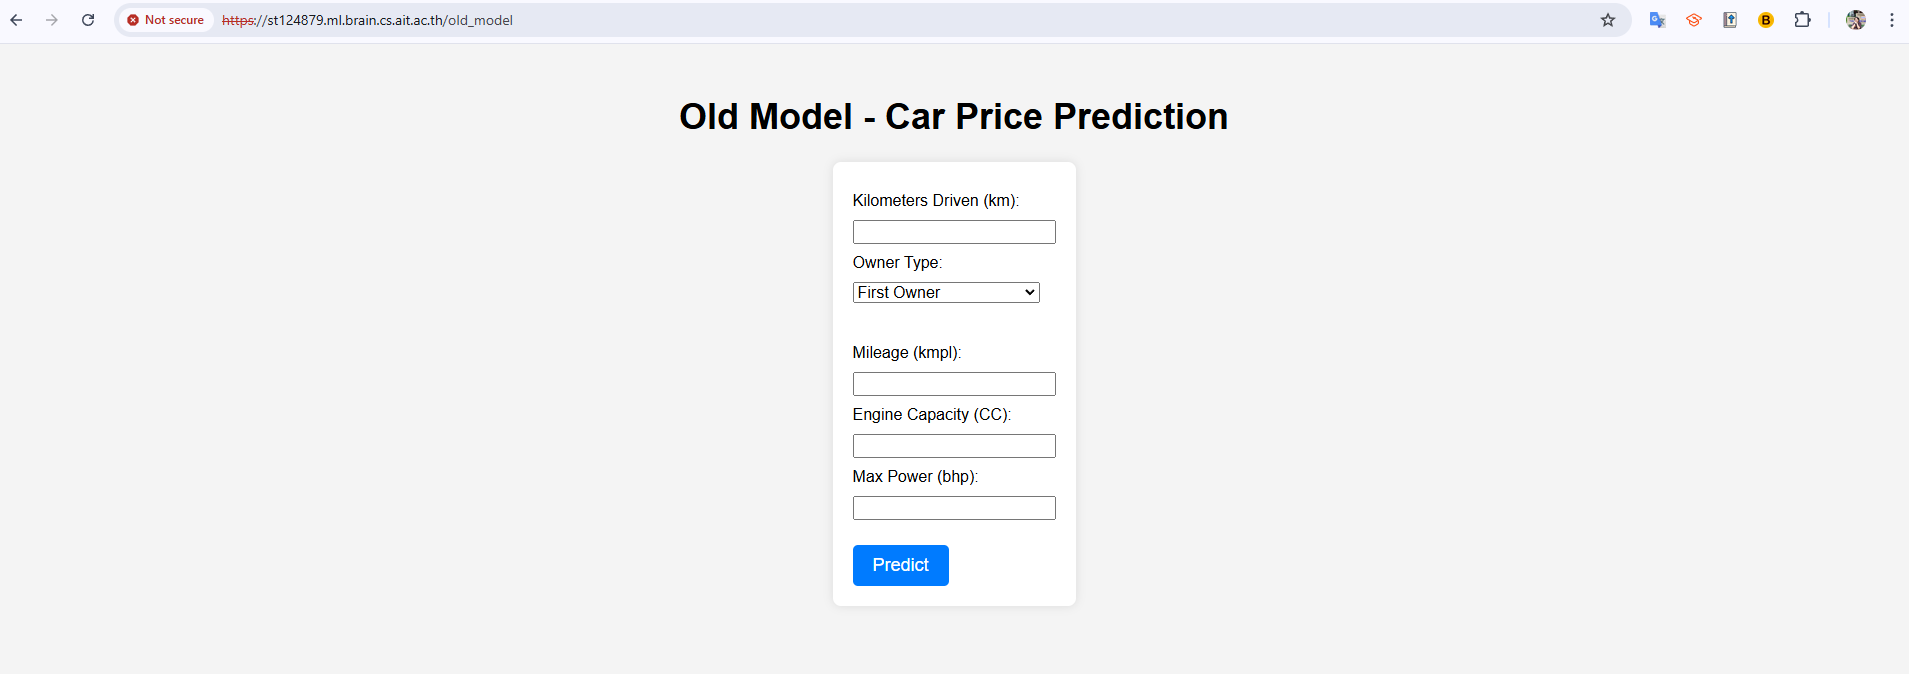 Not secure https://st124879.ml.brain.cs.ait.ac.th/old_model
B
Old Model - Car Price Prediction
Kilometers Driven (km):
Owner Type:
First Owner
Mileage (kmpl):
Engine Capacity (CC):
Max Power (bhp):
Predict